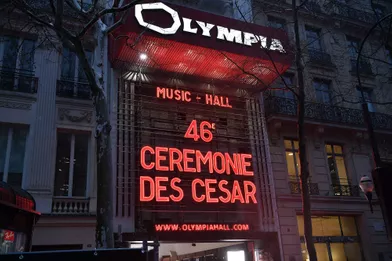 OLYMPIA
MUSIC - HALL
46e
CEREMONIE
DES CESAR
WWW.OLYMPIAHALL.COM